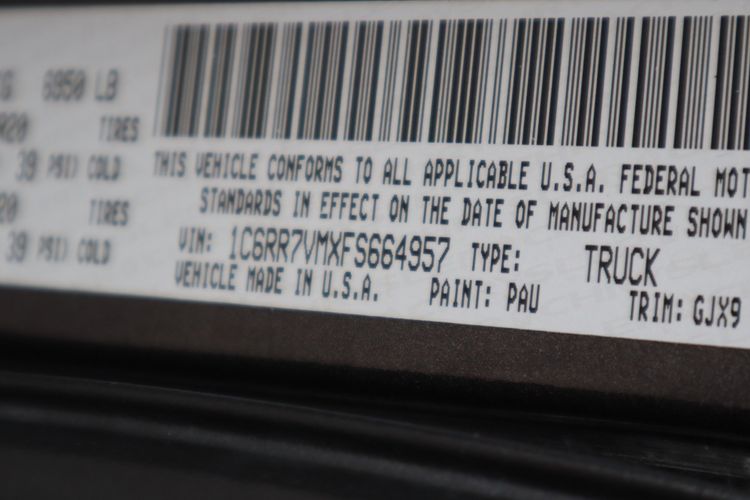 6950 LB
TIRES
39 PSI) COLD
TIRES
39 PSI) COLD
THIS VEHICLE CONFORMS TO ALL APPLICABLE U.S.A. FEDERAL MOT
STANDARDS IN EFFECT ON THE DATE OF MANUFACTURE SHOWN
VIN: 1C6RR7VMXFS664957 TYPE: TRUCK
VEHICLE MADE IN U.S.A. PAINT: PAU TRIM: GJX9